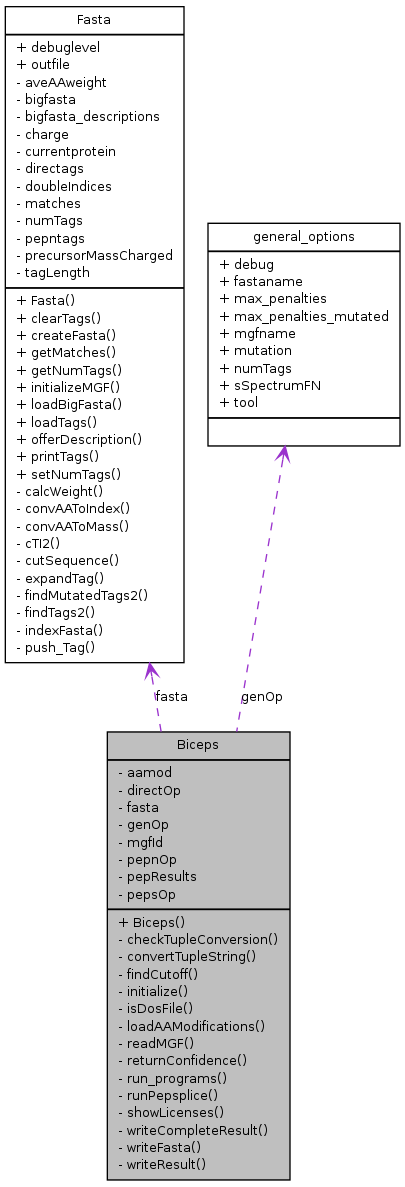 Fasta
+ debuglevel
+ outfile
- aveAAweight
- bigfasta
- bigfasta_descriptions
- charge
- currentprotein
- directags
- doubleIndices
- matches
- numTags
- pepntags
- precursorMassCharged
- tagLength
+ Fasta()
+ clearTags()
+ createFasta()
+ getMatches()
+ getNumTags()
+ initializeMGF()
+ loadBigFasta()
+ loadTags()
+ offerDescription()
+ printTags()
+ setNumTags()
- calcWeight()
- convAAToIndex()
- convAAToMass()
- cTI2()
- cutSequence()
- expandTag()
- findMutatedTags2()
- findTags2()
- indexFasta()
- push_Tag()
general_options
+ debug
+ fastaname
+ max_penalties
+ max_penalties_mutated
+ mgfname
+ mutation
+ numTags
+ sSpectrumFN
+ tool
fasta
genOp
Biceps
- aamod
- directOp
- fasta
- genOp
- mgfId
- pepnOp
- pepResults
- pepsOp
+ Biceps()
- checkTupleConversion()
- convertTupleString()
- findCutoff()
- initialize()
- isDosFile()
- loadAAModifications()
- readMGF()
- returnConfidence()
- run_programs()
- runPepsplice()
- showLicenses()
- writeCompleteResult()
- writeFasta()
- writeResult()